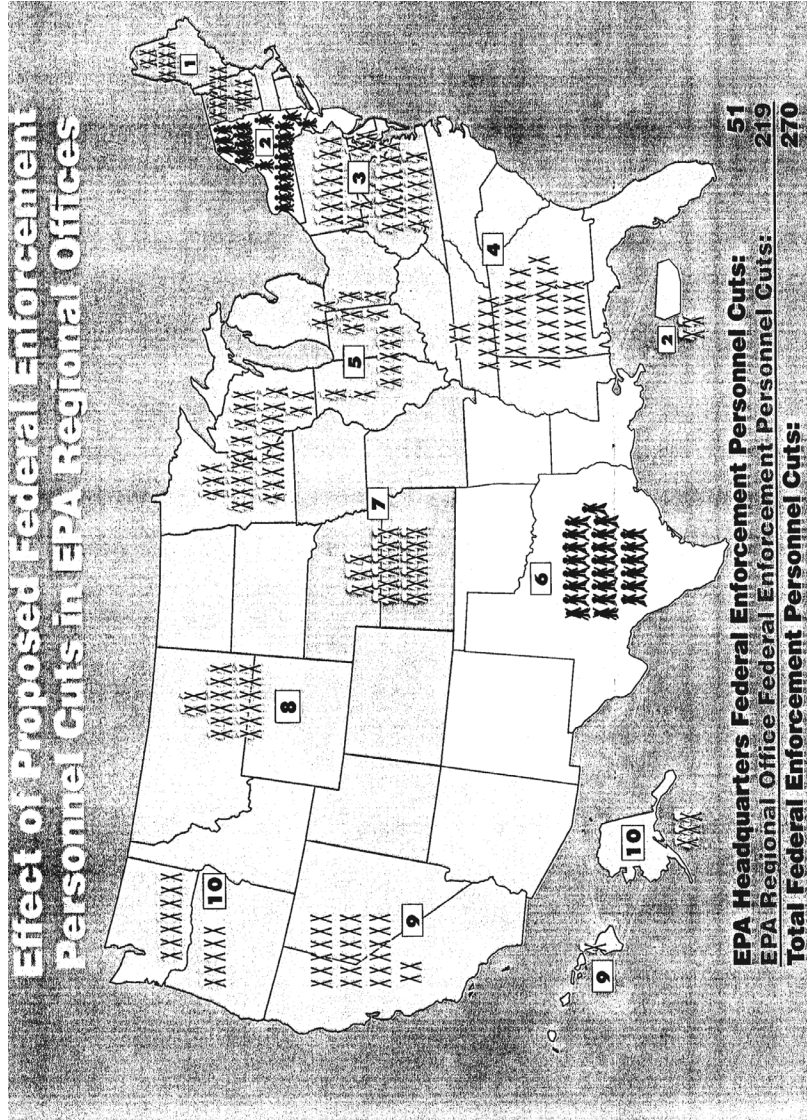 Effect of Proposed Federal Enforcement
Personnel Cuts in EPA Regional Offices
1
2
3
4
5
2
6
7
8
9
10
10
9
EPA Headquarters Federal Enforcement Personnel Cuts: 51
EPA Regional Office Federal Enforcement Personnel Cuts: 219
Total Federal Enforcement Personnel Cuts: 270